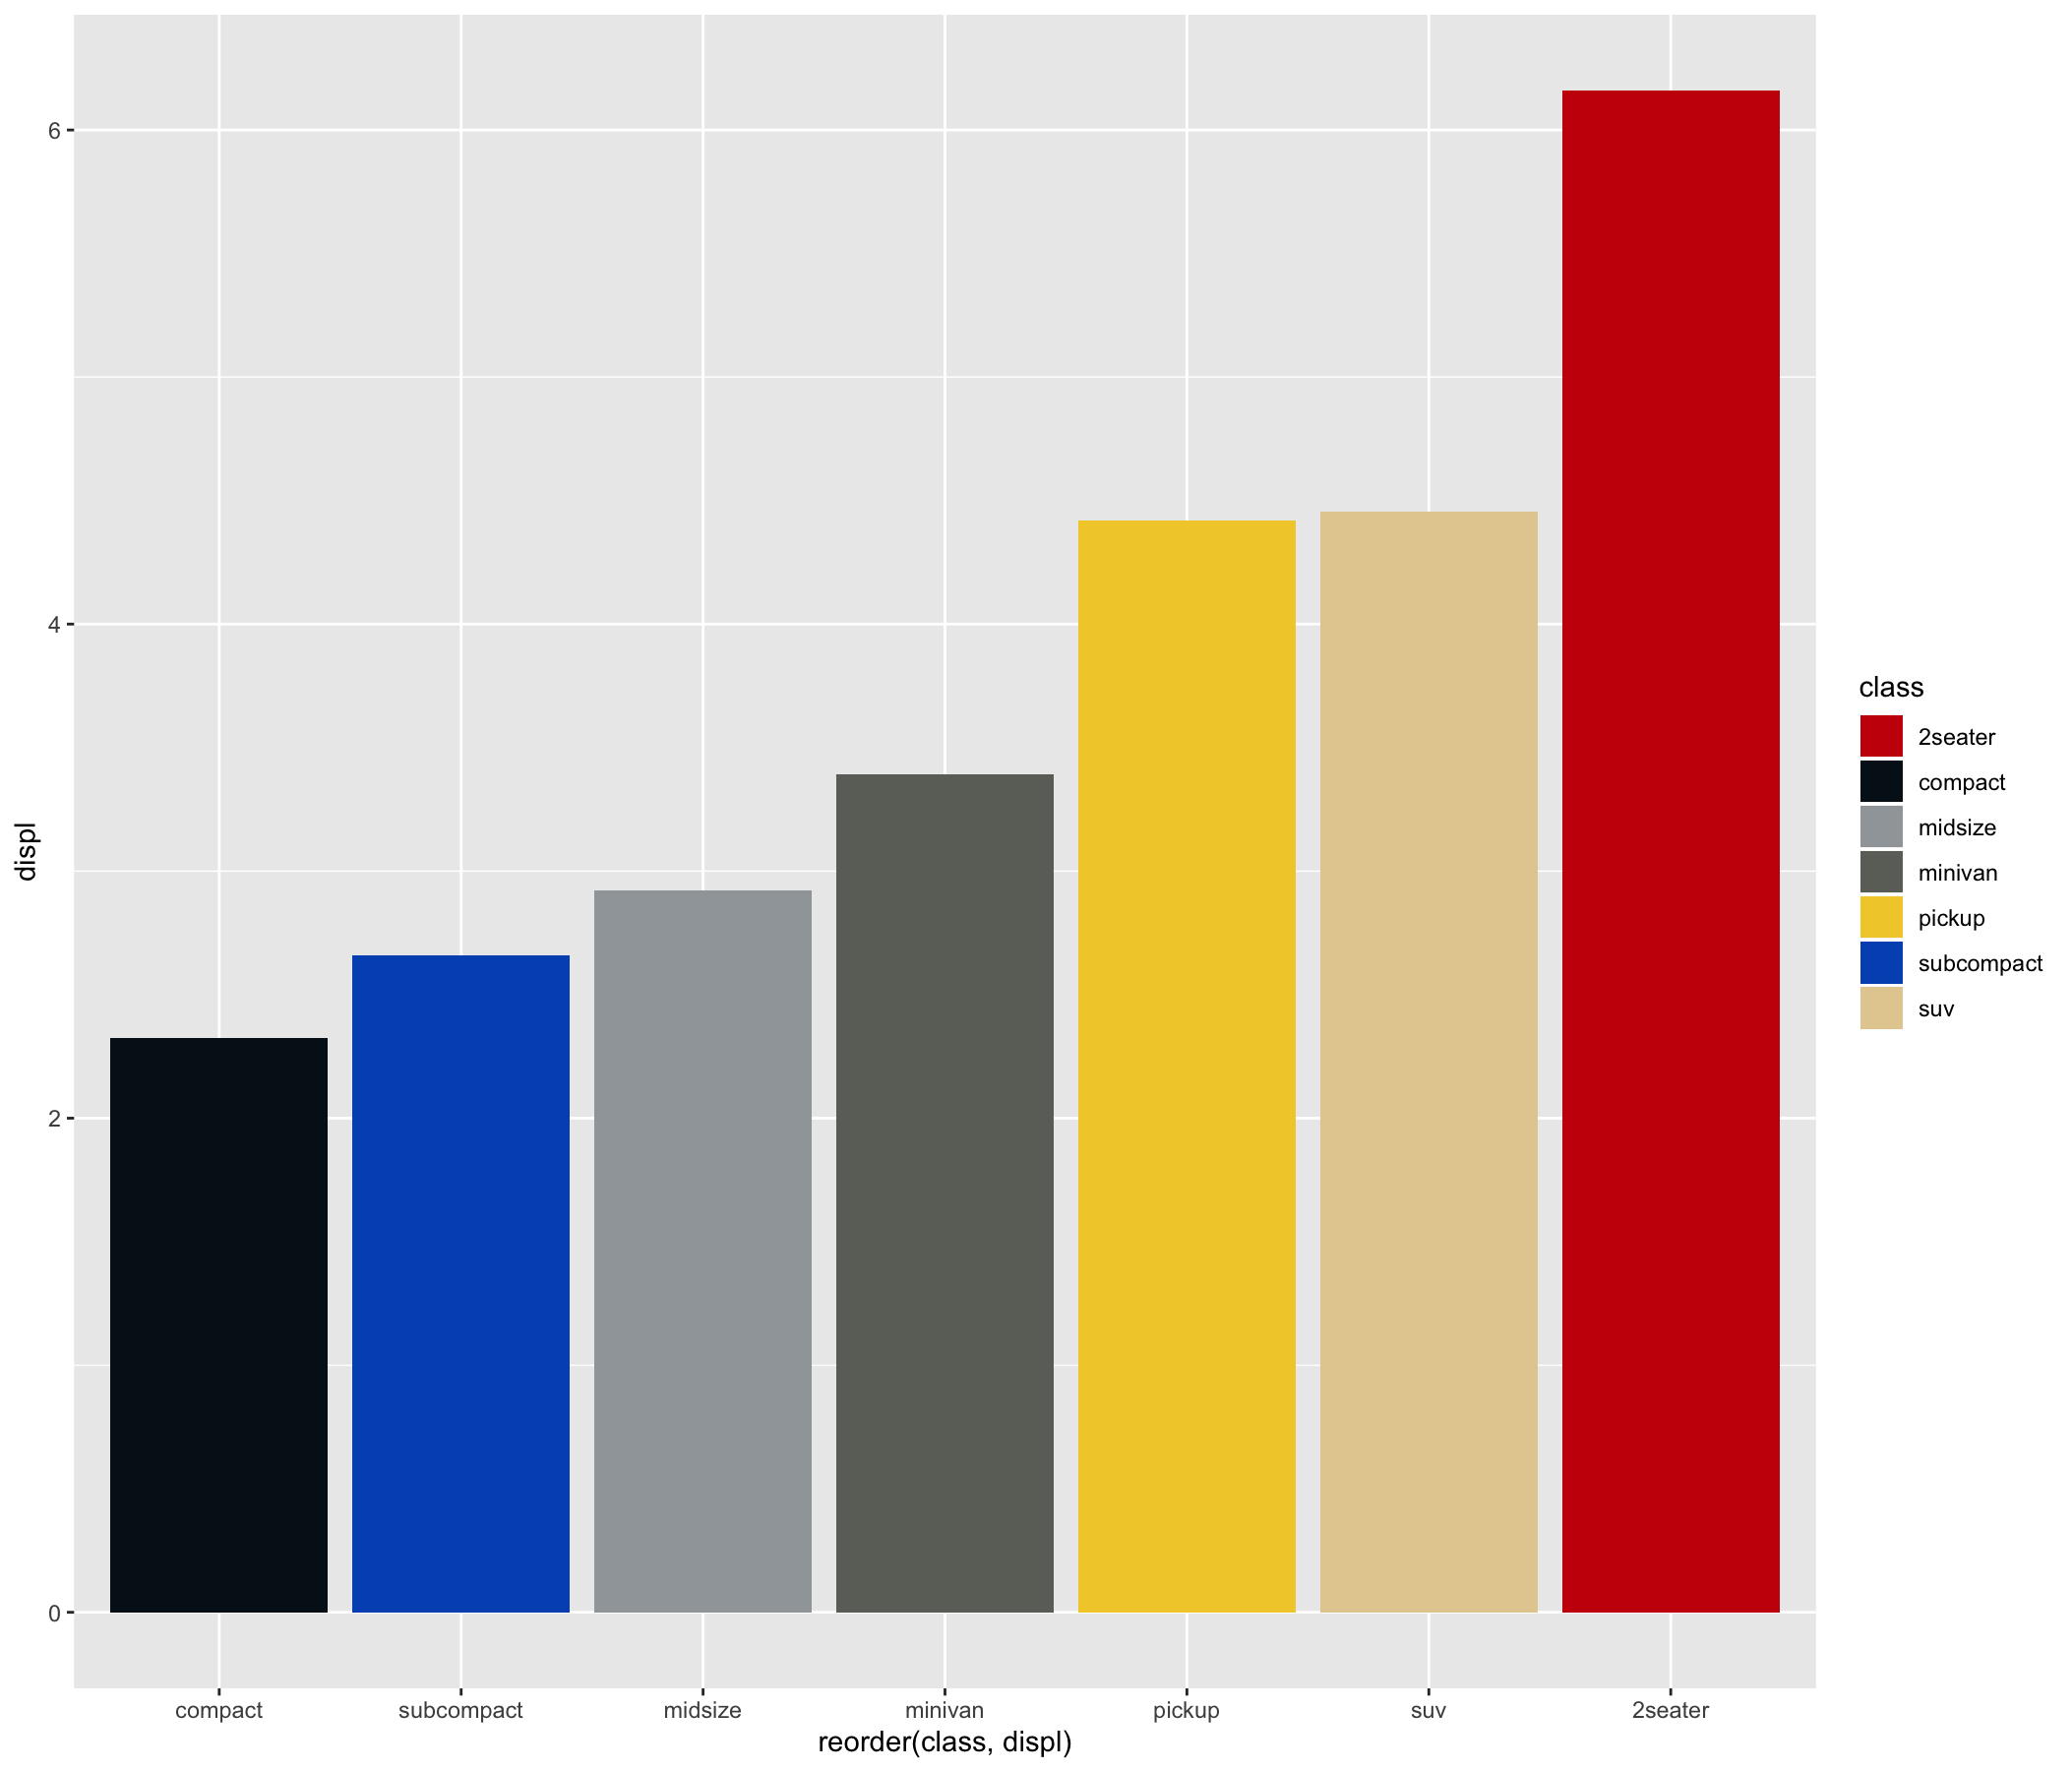 displ
6
4
2
0
compact
subcompact
midsize
minivan
pickup
suv
2seater
reorder(class, displ)
class
2seater
compact
midsize
minivan
pickup
subcompact
suv